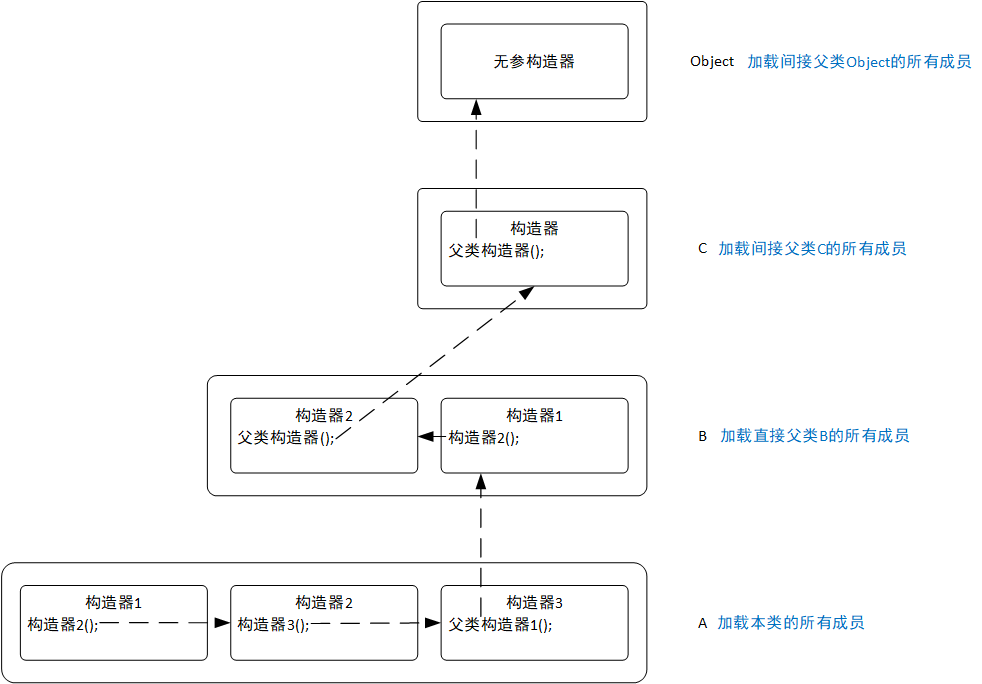 无参构造器
Object 加载间接父类Object的所有成员
构造器
父类构造器();
C 加载间接父类C的所有成员
构造器2
父类构造器();
构造器1
构造器2();
B 加载直接父类B的所有成员
构造器1
构造器2();
构造器2
构造器3();
构造器3
父类构造器1();
A 加载本类的所有成员